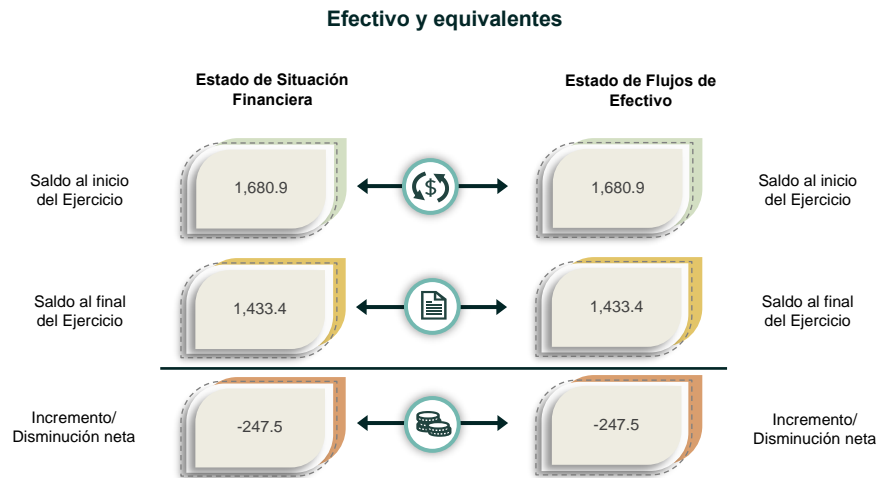 Efectivo y equivalentes
Estado de Situación
Financiera
Estado de Flujos de
Efectivo
Saldo al inicio
del Ejercicio
1,680.9
$
1,680.9
Saldo al inicio
del Ejercicio
Saldo al final
del Ejercicio
1,433.4
1,433.4
Saldo al final
del Ejercicio
Incremento/
Disminución neta
-247.5
-247.5
Incremento/
Disminución neta